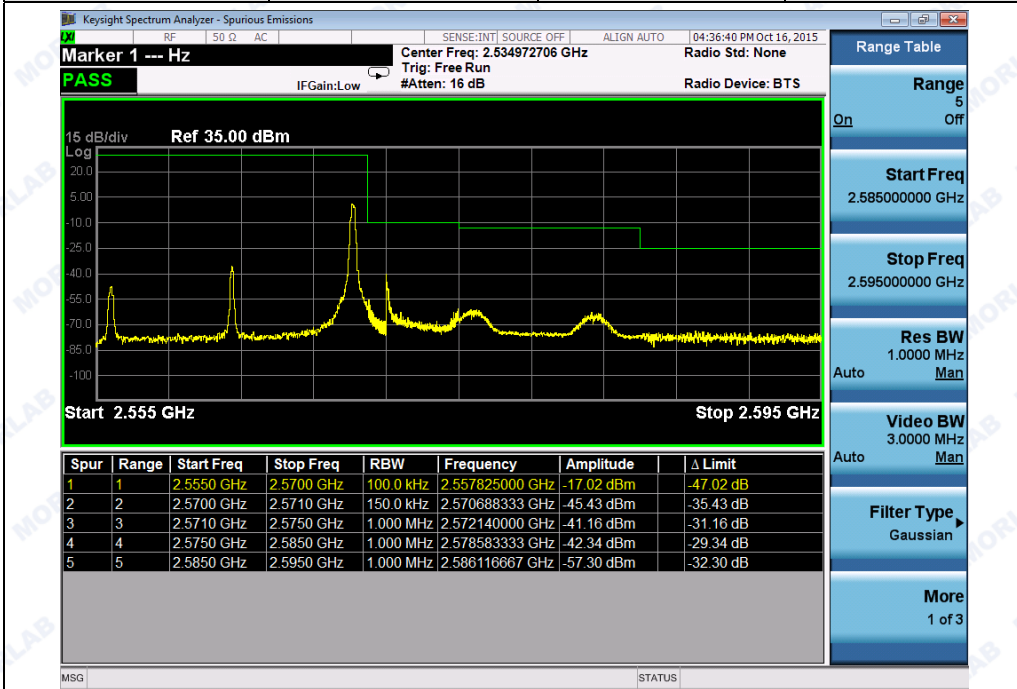 Keysight Spectrum Analyzer - Spurious Emissions
LXI RF 50 Ω AC SENSE:INT SOURCE OFF ALIGN AUTO 04:36:40 PM Oct 16, 2015
Marker 1 --- Hz
Center Freq: 2.534972706 GHz
Radio Std: None
Trig: Free Run
PASS
IFGain:Low
#Atten: 16 dB
Radio Device: BTS
15 dB/div Ref 35.00 dBm
Log
20.0
5.00
-10.0
-25.0
-40.0
-55.0
-70.0
-85.0
-100
Start 2.555 GHz Stop 2.595 GHz
Spur Range Start Freq Stop Freq RBW Frequency Amplitude Δ Limit
1 1 2.5550 GHz 2.5700 GHz 100.0 kHz 2.557825000 GHz -17.02 dBm -47.02 dB
2 2 2.5700 GHz 2.5710 GHz 150.0 kHz 2.570688333 GHz -45.43 dBm -35.43 dB
3 3 2.5710 GHz 2.5750 GHz 1.000 MHz 2.572140000 GHz -41.16 dBm -31.16 dB
4 4 2.5750 GHz 2.5850 GHz 1.000 MHz 2.578583333 GHz -42.34 dBm -29.34 dB
5 5 2.5850 GHz 2.5950 GHz 1.000 MHz 2.586116667 GHz -57.30 dBm -32.30 dB
MSG STATUS
Range Table
Range
5
On Off
Start Freq
2.585000000 GHz
Stop Freq
2.595000000 GHz
Res BW
1.0000 MHz
Auto Man
Video BW
3.0000 MHz
Auto Man
Filter Type
Gaussian
More
1 of 3